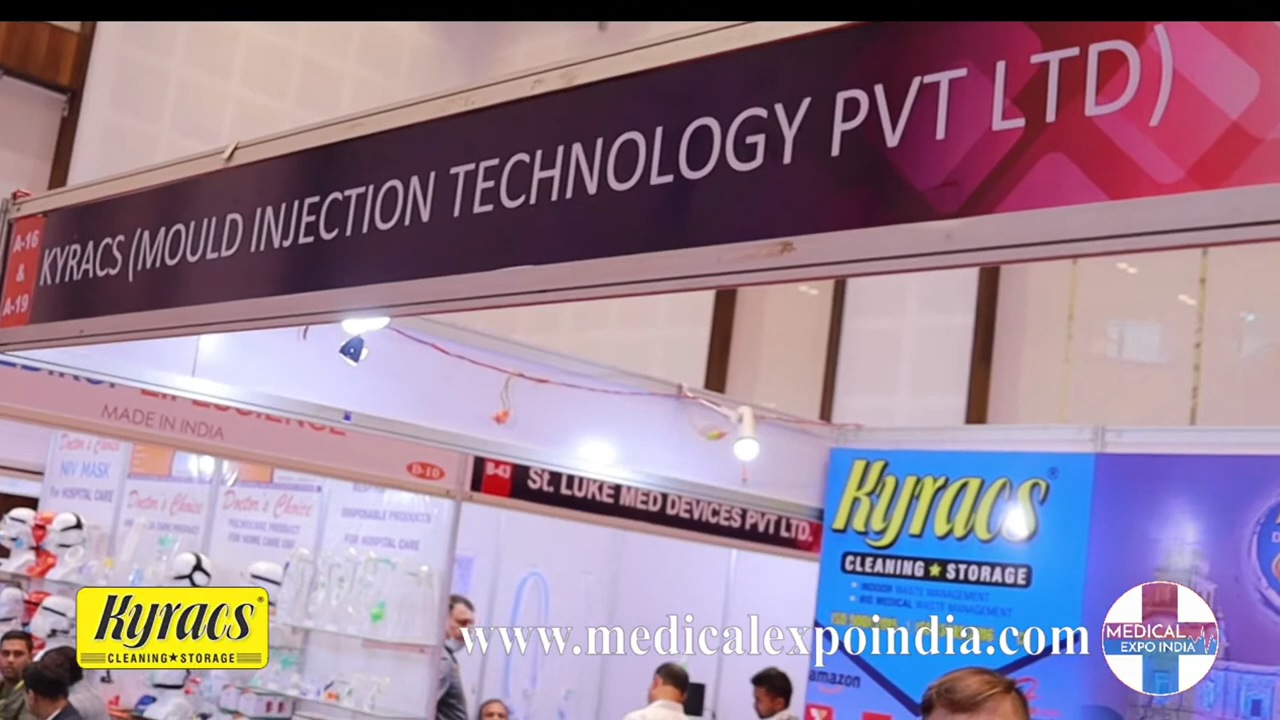 KYRACS (MOULD INJECTION TECHNOLOGY PVT LTD)
A-16
&
A-19
MADE IN INDIA
D-10
B-43
St. LUKE MED DEVICES PVT LTD.
Doctor's Choice
NIV MASK
For HOSPITAL CARE
Doctor's Choice
Doctor's Choice
PULMOCARE PRODUCT
FOR HOME CARE USE
DISPOSABLE PRODUCTS
FOR HOSPITAL CARE
Kyracs®
CLEANING★STORAGE
INDOOR WASTE MANAGEMENT
BIO MEDICAL WASTE MANAGEMENT
amazon
Kyracs®
CLEANING★STORAGE
www.medicalexpoindia.com
MEDICAL
EXPO INDIA